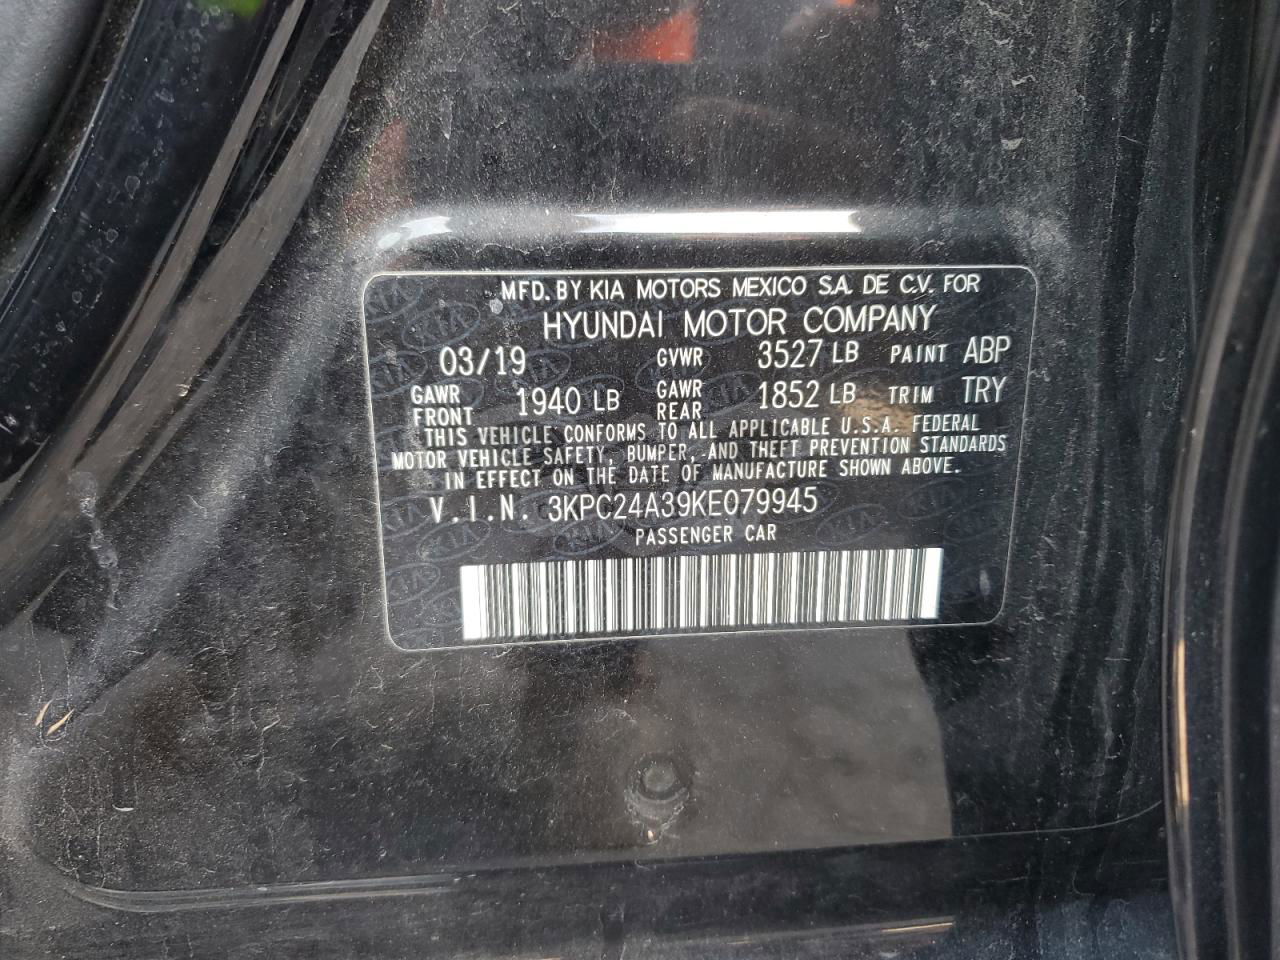 MFD. BY KIA MOTORS MEXICO S.A. DE C.V. FOR
HYUNDAI MOTOR COMPANY
03/19 GVWR 3527 LB PAINT ABP
GAWR FRONT 1940 LB GAWR REAR 1852 LB TRIM TRY
THIS VEHICLE CONFORMS TO ALL APPLICABLE U.S.A. FEDERAL
MOTOR VEHICLE SAFETY, BUMPER, AND THEFT PREVENTION STANDARDS
IN EFFECT ON THE DATE OF MANUFACTURE SHOWN ABOVE.
V.I.N. 3KPC24A39KE079945
PASSENGER CAR